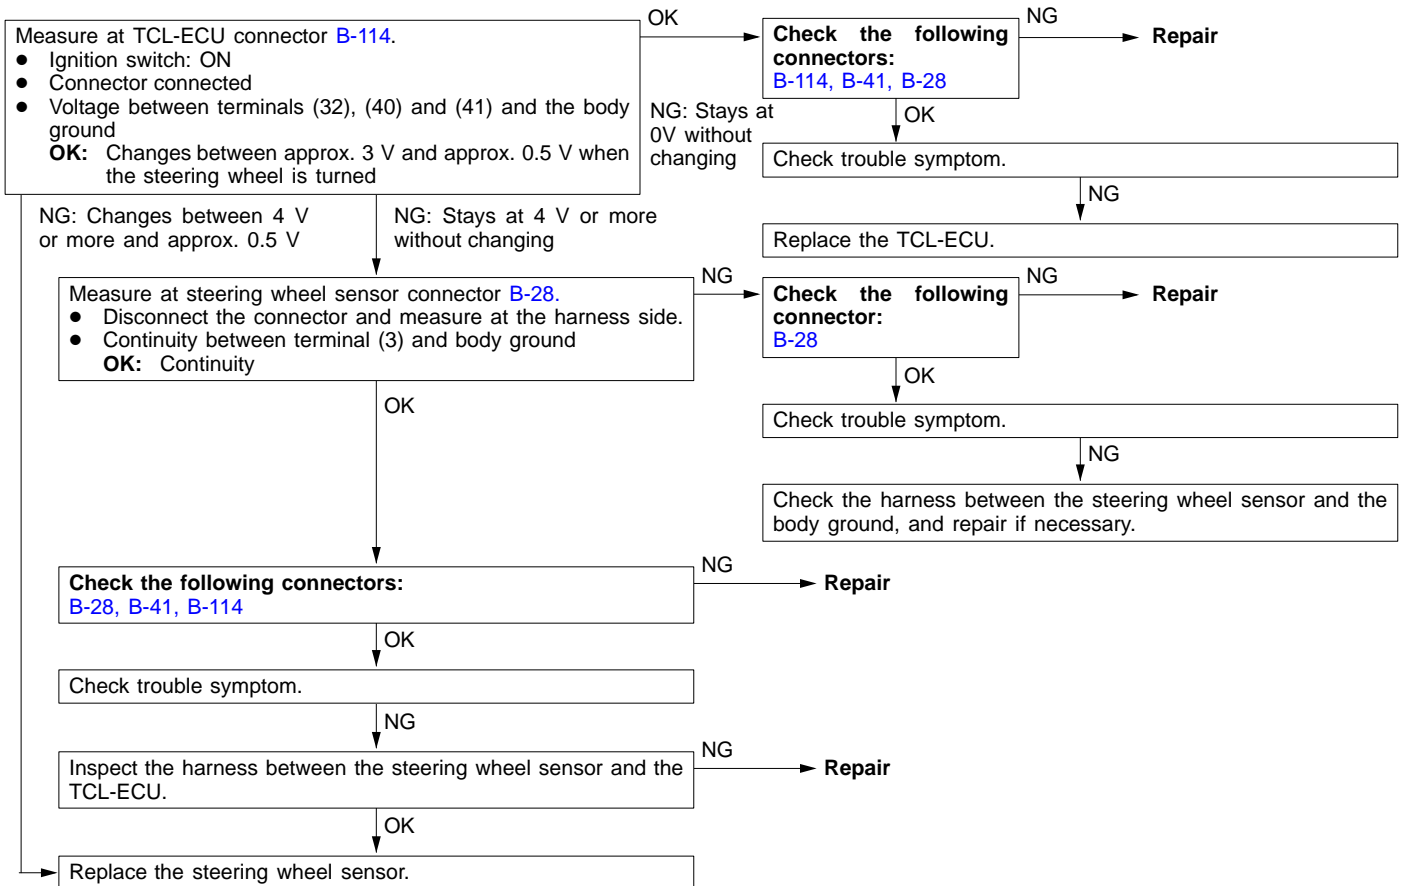 Measure at TCL-ECU connector B-114.
● Ignition switch: ON
● Connector connected
● Voltage between terminals (32), (40) and (41) and the body
ground
OK: Changes between approx. 3 V and approx. 0.5 V when
the steering wheel is turned
OK
Check the following
connectors:
B-114, B-41, B-28
NG
Repair
NG: Stays at
0V without
changing
OK
Check trouble symptom.
NG
Replace the TCL-ECU.
NG: Changes between 4 V
or more and approx. 0.5 V
NG: Stays at 4 V or more
without changing
Measure at steering wheel sensor connector B-28.
● Disconnect the connector and measure at the harness side.
● Continuity between terminal (3) and body ground
OK: Continuity
NG
Check the following
connector:
B-28
NG
Repair
OK
Check trouble symptom.
NG
Check the harness between the steering wheel sensor and the
body ground, and repair if necessary.
OK
Check the following connectors:
B-28, B-41, B-114
NG
Repair
OK
Check trouble symptom.
NG
Inspect the harness between the steering wheel sensor and the
TCL-ECU.
NG
Repair
OK
Replace the steering wheel sensor.